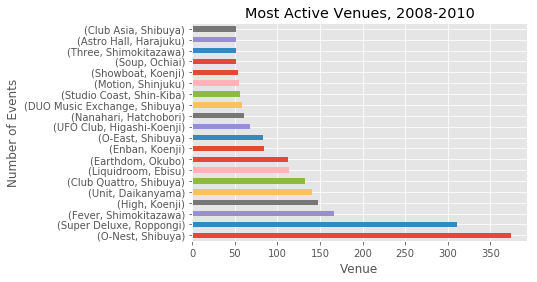 Most Active Venues, 2008-2010
Number of Events
(Club Asia, Shibuya)
(Astro Hall, Harajuku)
(Three, Shimokitazawa)
(Soup, Ochiai)
(Showboat, Koenji)
(Motion, Shinjuku)
(Studio Coast, Shin-Kiba)
(DUO Music Exchange, Shibuya)
(Nanahari, Hatchobori)
(UFO Club, Higashi-Koenji)
(O-East, Shibuya)
(Enban, Koenji)
(Earthdom, Okubo)
(Liquidroom, Ebisu)
(Club Quattro, Shibuya)
(Unit, Daikanyama)
(High, Koenji)
(Fever, Shimokitazawa)
(Super Deluxe, Roppongi)
(O-Nest, Shibuya)
0 50 100 150 200 250 300 350
Venue